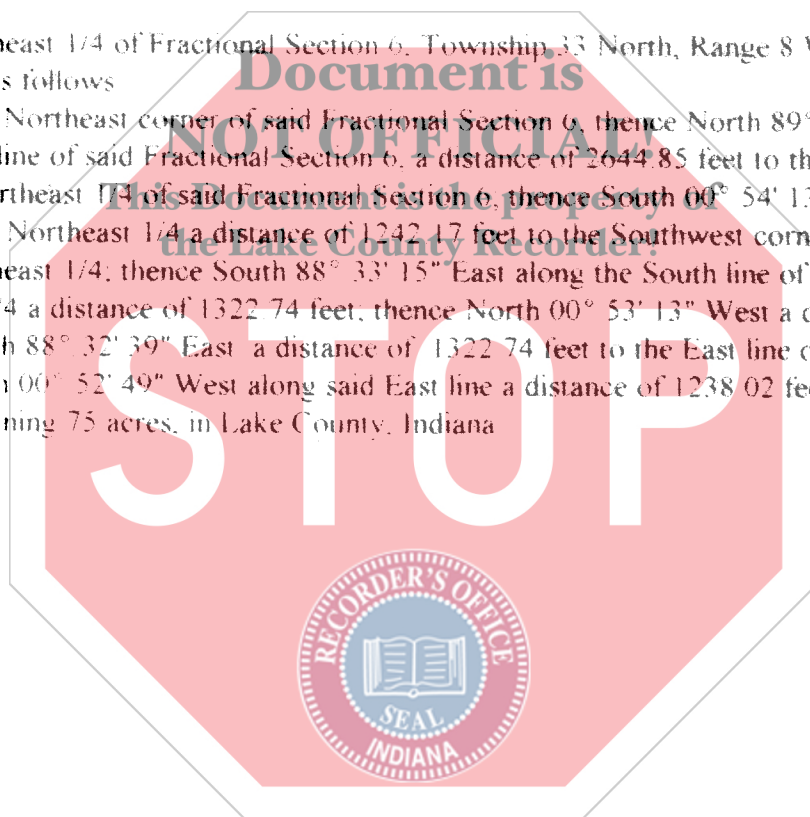 east 1/4 of Fractional Section 6, Township 33 North, Range 8
s follows
Northeast corner of said Fractional Section 6, thence North 89°
line of said Fractional Section 6, a distance of 2644.85 feet to th
rtheast 1/4 of said Fractional Section 6, thence South 00° 54' 13
Northeast 1/4 a distance of 1242.17 feet to the Southwest corn
east 1/4; thence South 88° 33' 15" East along the South line of
4 a distance of 1322.74 feet; thence North 00° 53' 13" West a d
h 88° 32' 39" East a distance of 1322.74 feet to the East line o
00° 52' 49" West along said East line a distance of 1238.02 fee
ning 75 acres, in Lake County, Indiana
Document is
NOT OFFICIAL!
This Document is the property of
the Lake County Recorder!
STOP
RECORDER'S OFFICE
SEAL
INDIANA